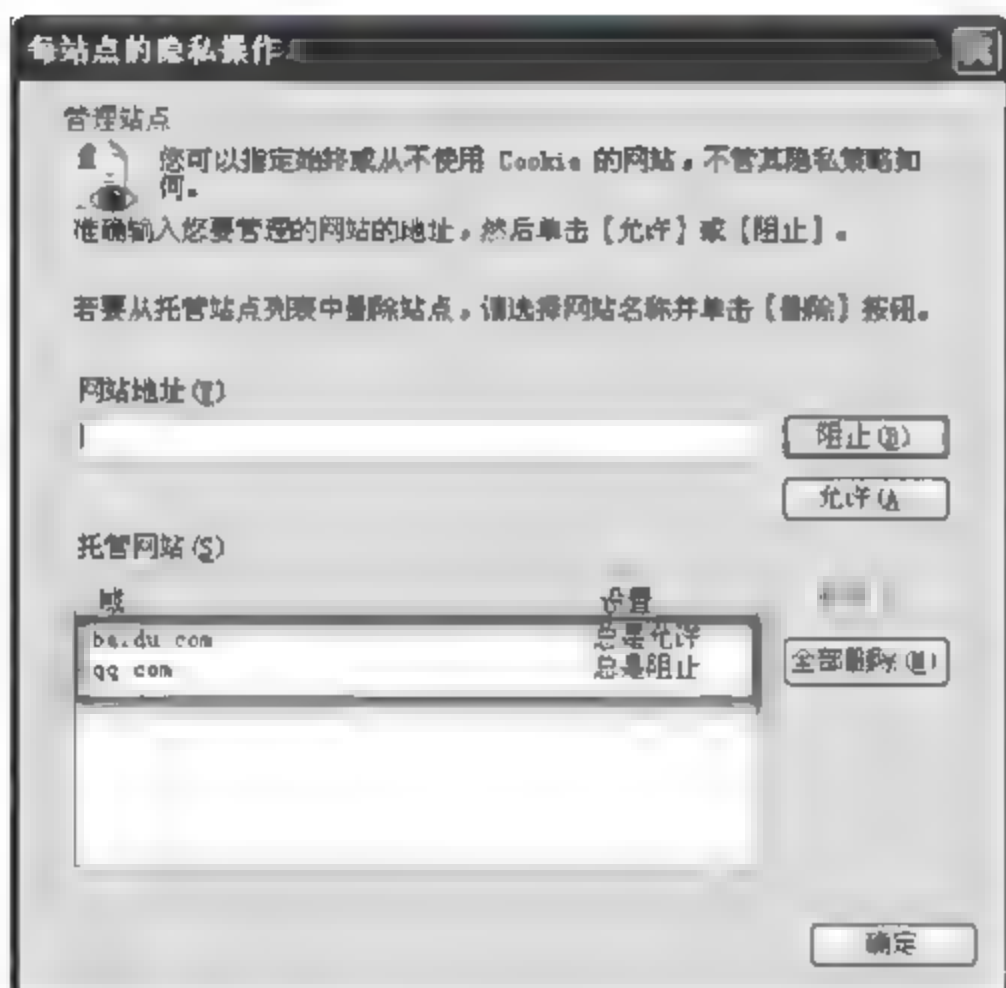 每站点的隐私操作
管理站点
您可以指定始终或从不使用 Cookie 的网站，不管其隐私策略如
何。
准确输入您要管理的网站的地址，然后单击［允许］或［阻止］。
若要从托管站点列表中删除站点，请选择网站名称并单击［删除］按钮。
网站地址(W)
阻止(B)
允许(A
托管网站(S)
域 设置
baidu com 总是允许
qq com 总是阻止
全部删除(M)
确定